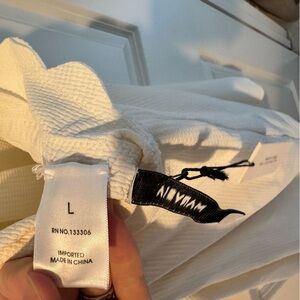 L
RN NO.133306
IMPORTED
MADE IN CHINA